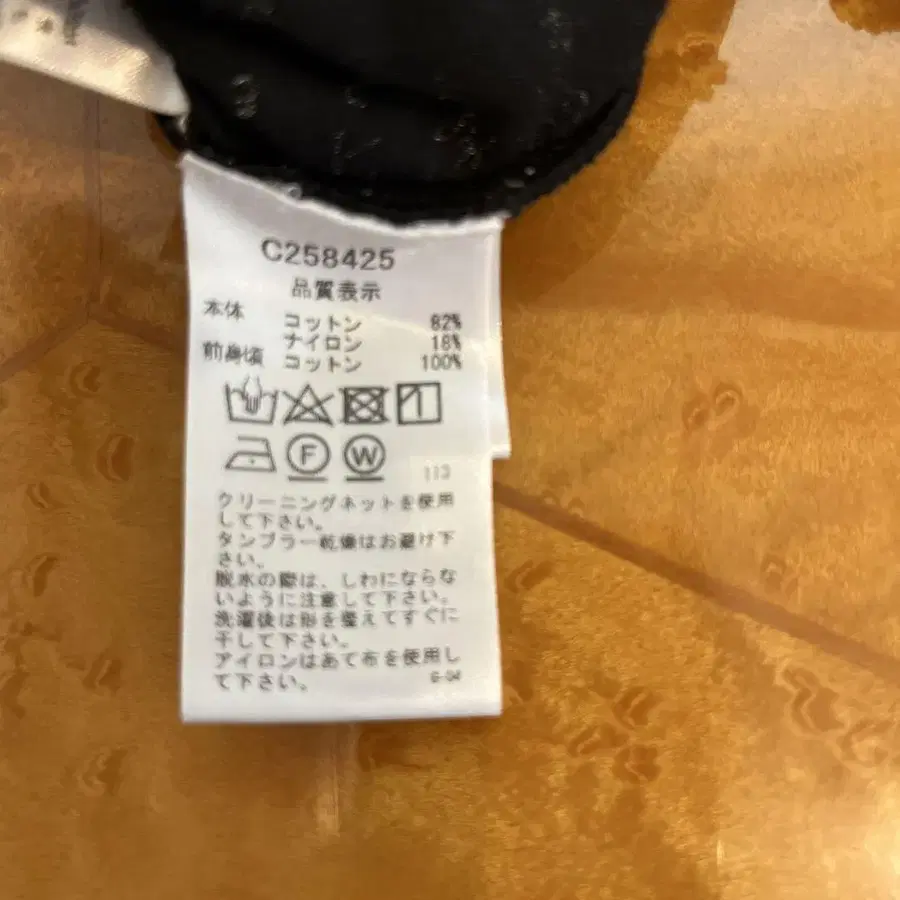 C258425
品質表示
本体 コットン 82%
ナイロン 18%
前身頃 コットン 100%
F W 113
クリーニングネットを使用
して下さい。
タンブラー乾燥はお避け下
さい。
脱水の際は、しわにならな
いように注意して下さい。
洗濯後は形を整えてすぐに
干して下さい。
アイロンはあて布を使用し
て下さい。 G-04